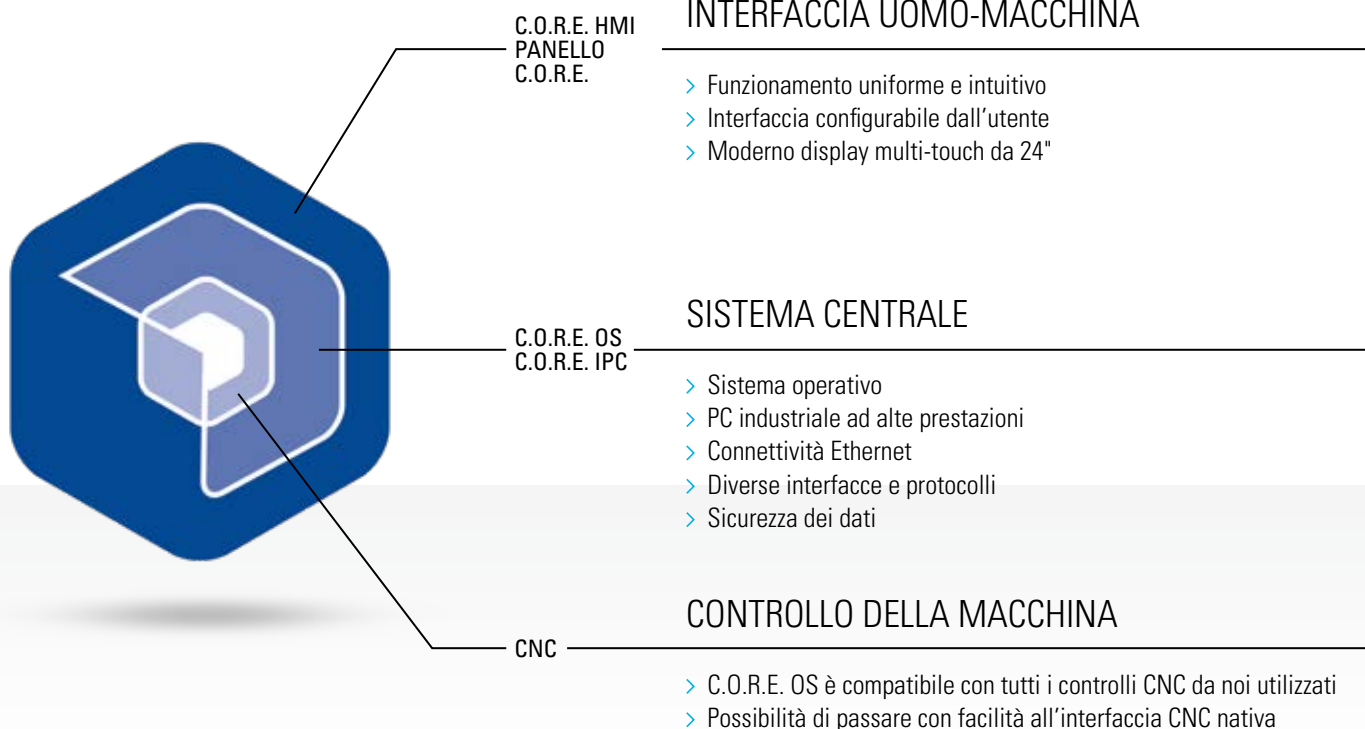 INTERFACCIA UOMO-MACCHINA
C.O.R.E. HMI
PANELLO
C.O.R.E.
> Funzionamento uniforme e intuitivo
> Interfaccia configurabile dall'utente
> Moderno display multi-touch da 24"
SISTEMA CENTRALE
C.O.R.E. OS
C.O.R.E. IPC
> Sistema operativo
> PC industriale ad alte prestazioni
> Connettività Ethernet
> Diverse interfacce e protocolli
> Sicurezza dei dati
CONTROLLO DELLA MACCHINA
CNC
> C.O.R.E. OS è compatibile con tutti i controlli CNC da noi utilizzati
> Possibilità di passare con facilità all'interfaccia CNC nativa